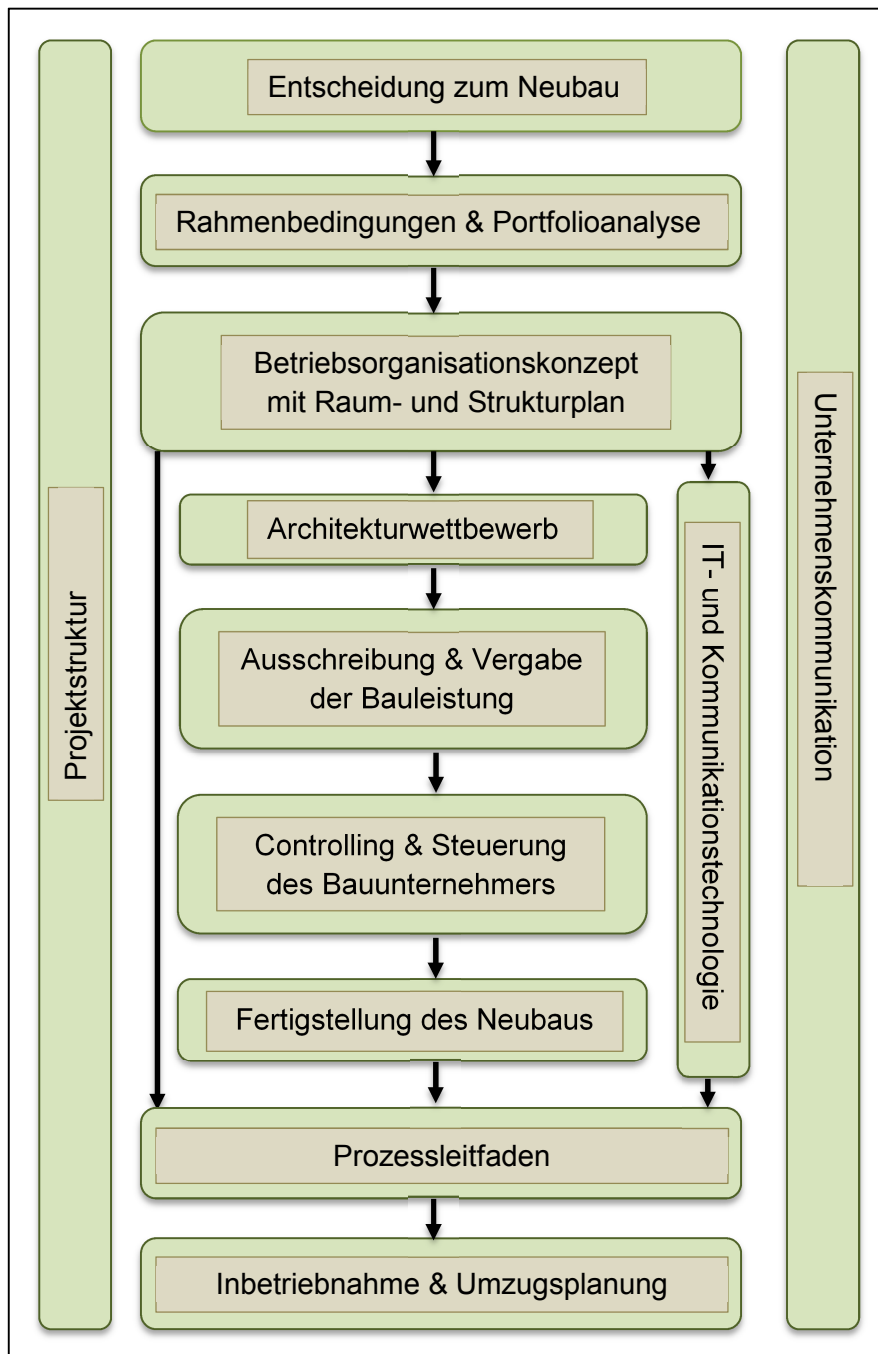 Projektstruktur
Entscheidung zum Neubau
Rahmenbedingungen & Portfolioanalyse
Betriebsorganisationskonzept
mit Raum- und Strukturplan
Architekturwettbewerb
Ausschreibung & Vergabe
der Bauleistung
Controlling & Steuerung
des Bauunternehmers
Fertigstellung des Neubaus
IT- und Kommunikationstechnologie
Prozessleitfaden
Inbetriebnahme & Umzugsplanung
Unternehmenskommunikation